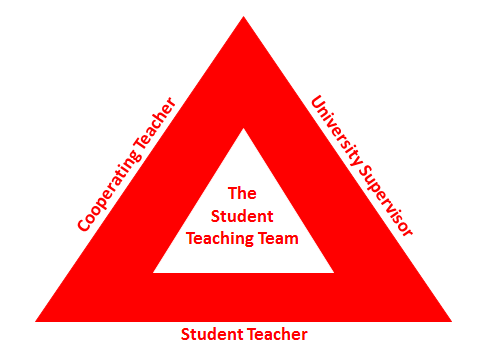 Cooperating Teacher
University Supervisor
The
Student
Teaching Team
Student Teacher